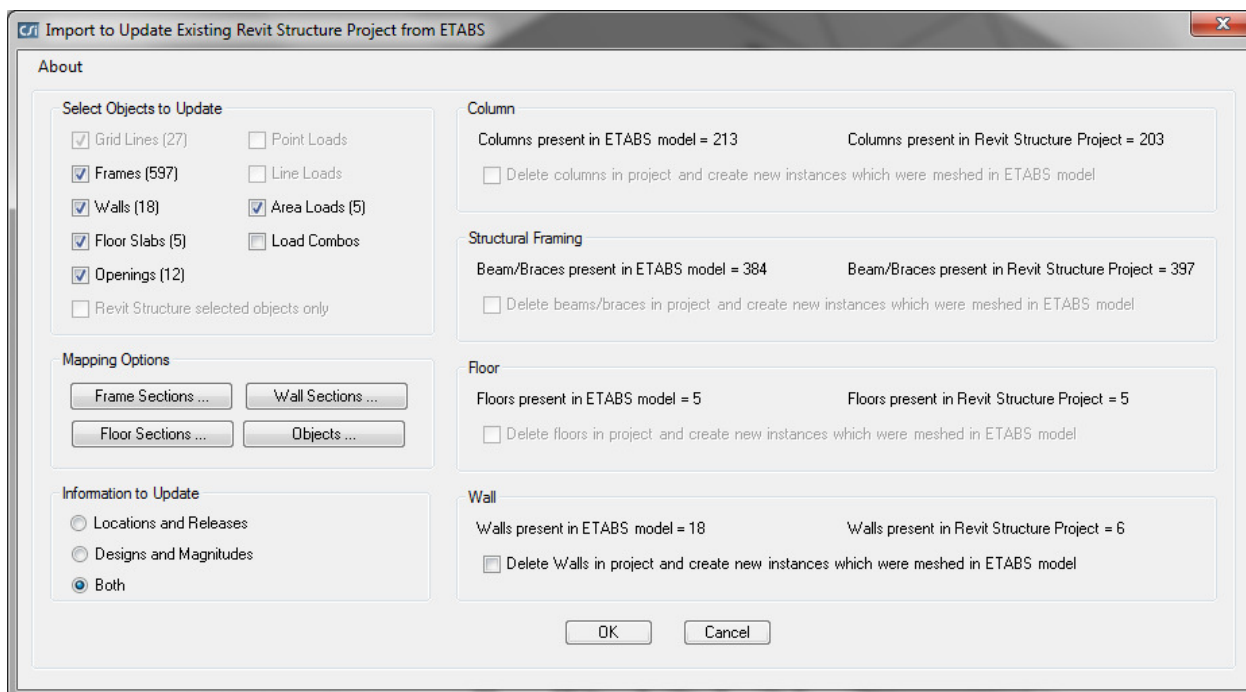 CSi Import to Update Existing Revit Structure Project from ETABS
About
Select Objects to Update
Grid Lines (27)
Point Loads
Frames (597)
Line Loads
Walls (18)
Area Loads (5)
Floor Slabs (5)
Load Combos
Openings (12)
Revit Structure selected objects only
Mapping Options
Frame Sections ...
Wall Sections ...
Floor Sections ...
Objects ...
Information to Update
Locations and Releases
Designs and Magnitudes
Both
Column
Columns present in ETABS model = 213
Columns present in Revit Structure Project = 203
Delete columns in project and create new instances which were meshed in ETABS model
Structural Framing
Beam/Braces present in ETABS model = 384
Beam/Braces present in Revit Structure Project = 397
Delete beams/braces in project and create new instances which were meshed in ETABS model
Floor
Floors present in ETABS model = 5
Floors present in Revit Structure Project = 5
Delete floors in project and create new instances which were meshed in ETABS model
Wall
Walls present in ETABS model = 18
Walls present in Revit Structure Project = 6
Delete Walls in project and create new instances which were meshed in ETABS model
OK
Cancel